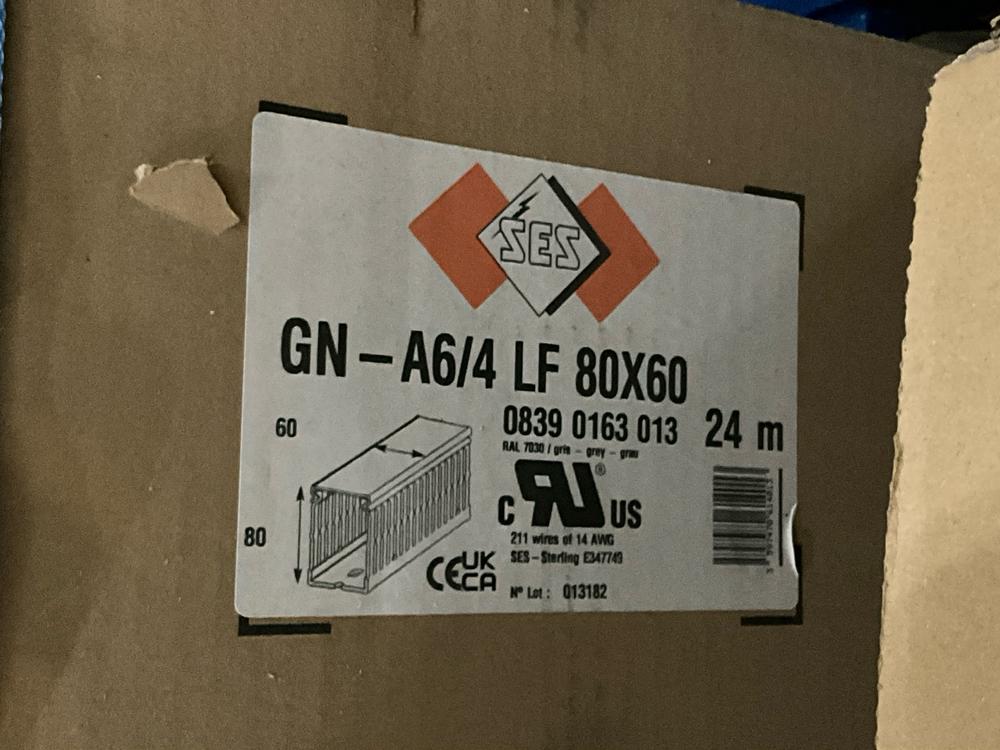 SES
GN – A6/4 LF 80X60
0839 0163 013 24 m
RAL 7030 / gris – grey – grau
60
80
C RU ® US
211 wires of 14 AWG
SES – Sterling E347749
CE UK CA
N° Lot : 013182